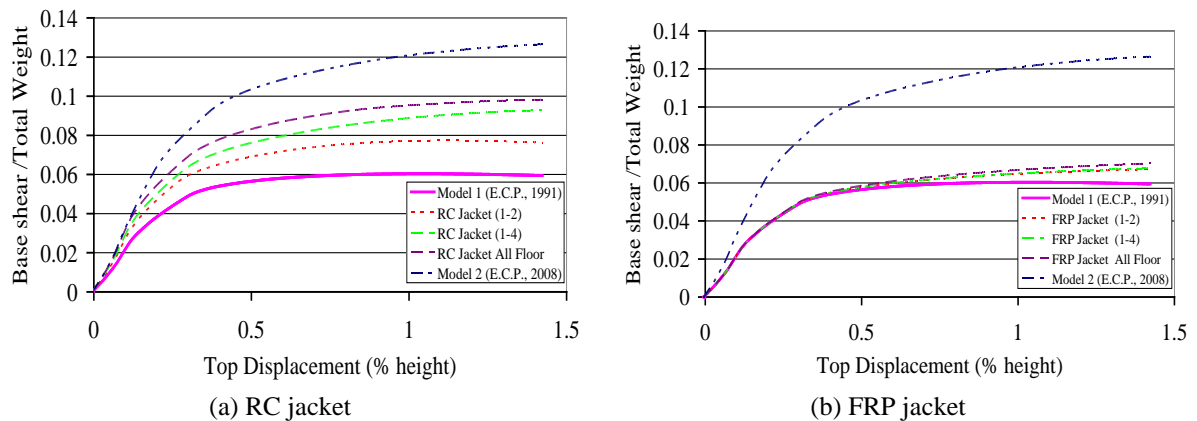 0.14
0.12
0.1
0.08
0.06
0.04
0.02
0
Base shear /Total Weight
0
0.5
1
1.5
Top Displacement (% height)
Model 1 (E.C.P., 1991)
RC Jacket (1-2)
RC Jacket (1-4)
RC Jacket All Floor
Model 2 (E.C.P., 2008)
(a) RC jacket
0.14
0.12
0.1
0.08
0.06
0.04
0.02
0
Base shear /Total Weight
0
0.5
1
1.5
Top Displacement (% height)
Model 1 (E.C.P., 1991)
FRP Jacket (1-2)
FRP Jacket (1-4)
FRP Jacket All Floor
Model 2 (E.C.P., 2008)
(b) FRP jacket